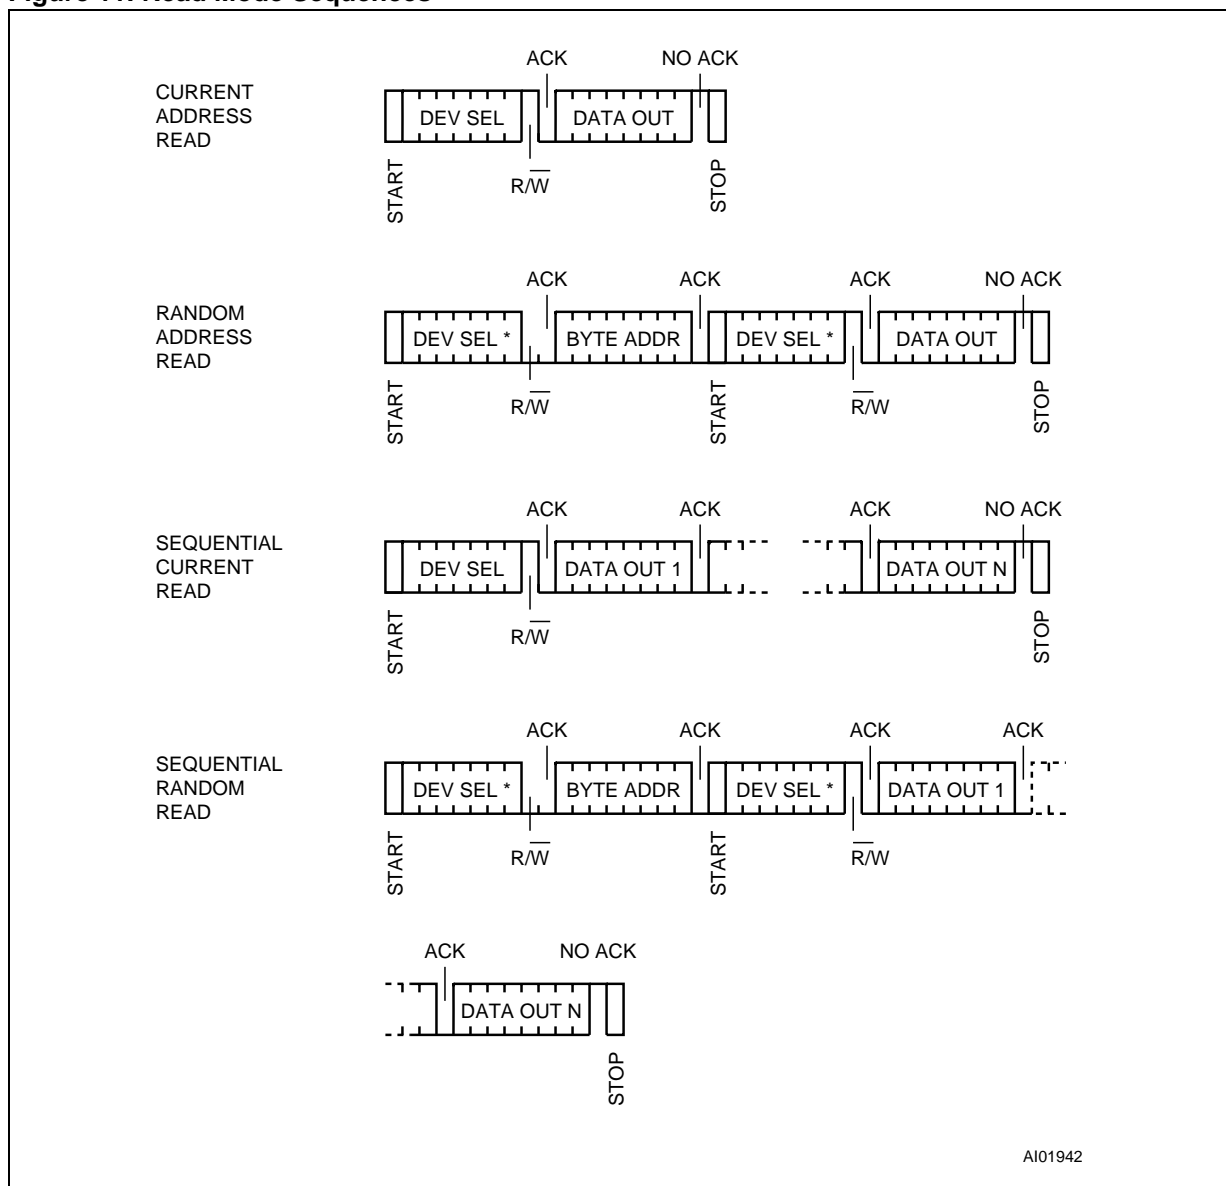 Figure 11. Read Mode Sequences
ACK NO ACK
CURRENT
ADDRESS
READ
DEV SEL DATA OUT
START R/W̅ STOP
ACK ACK ACK NO ACK
RANDOM
ADDRESS
READ
DEV SEL * BYTE ADDR DEV SEL * DATA OUT
START R/W̅ START R̅/W STOP
ACK ACK ACK NO ACK
SEQUENTIAL
CURRENT
READ
DEV SEL DATA OUT 1 DATA OUT N
START R/W̅ STOP
ACK ACK ACK ACK
SEQUENTIAL
RANDOM
READ
DEV SEL * BYTE ADDR DEV SEL * DATA OUT 1
START R/W̅ START R̅/W
ACK NO ACK
DATA OUT N
STOP
AI01942